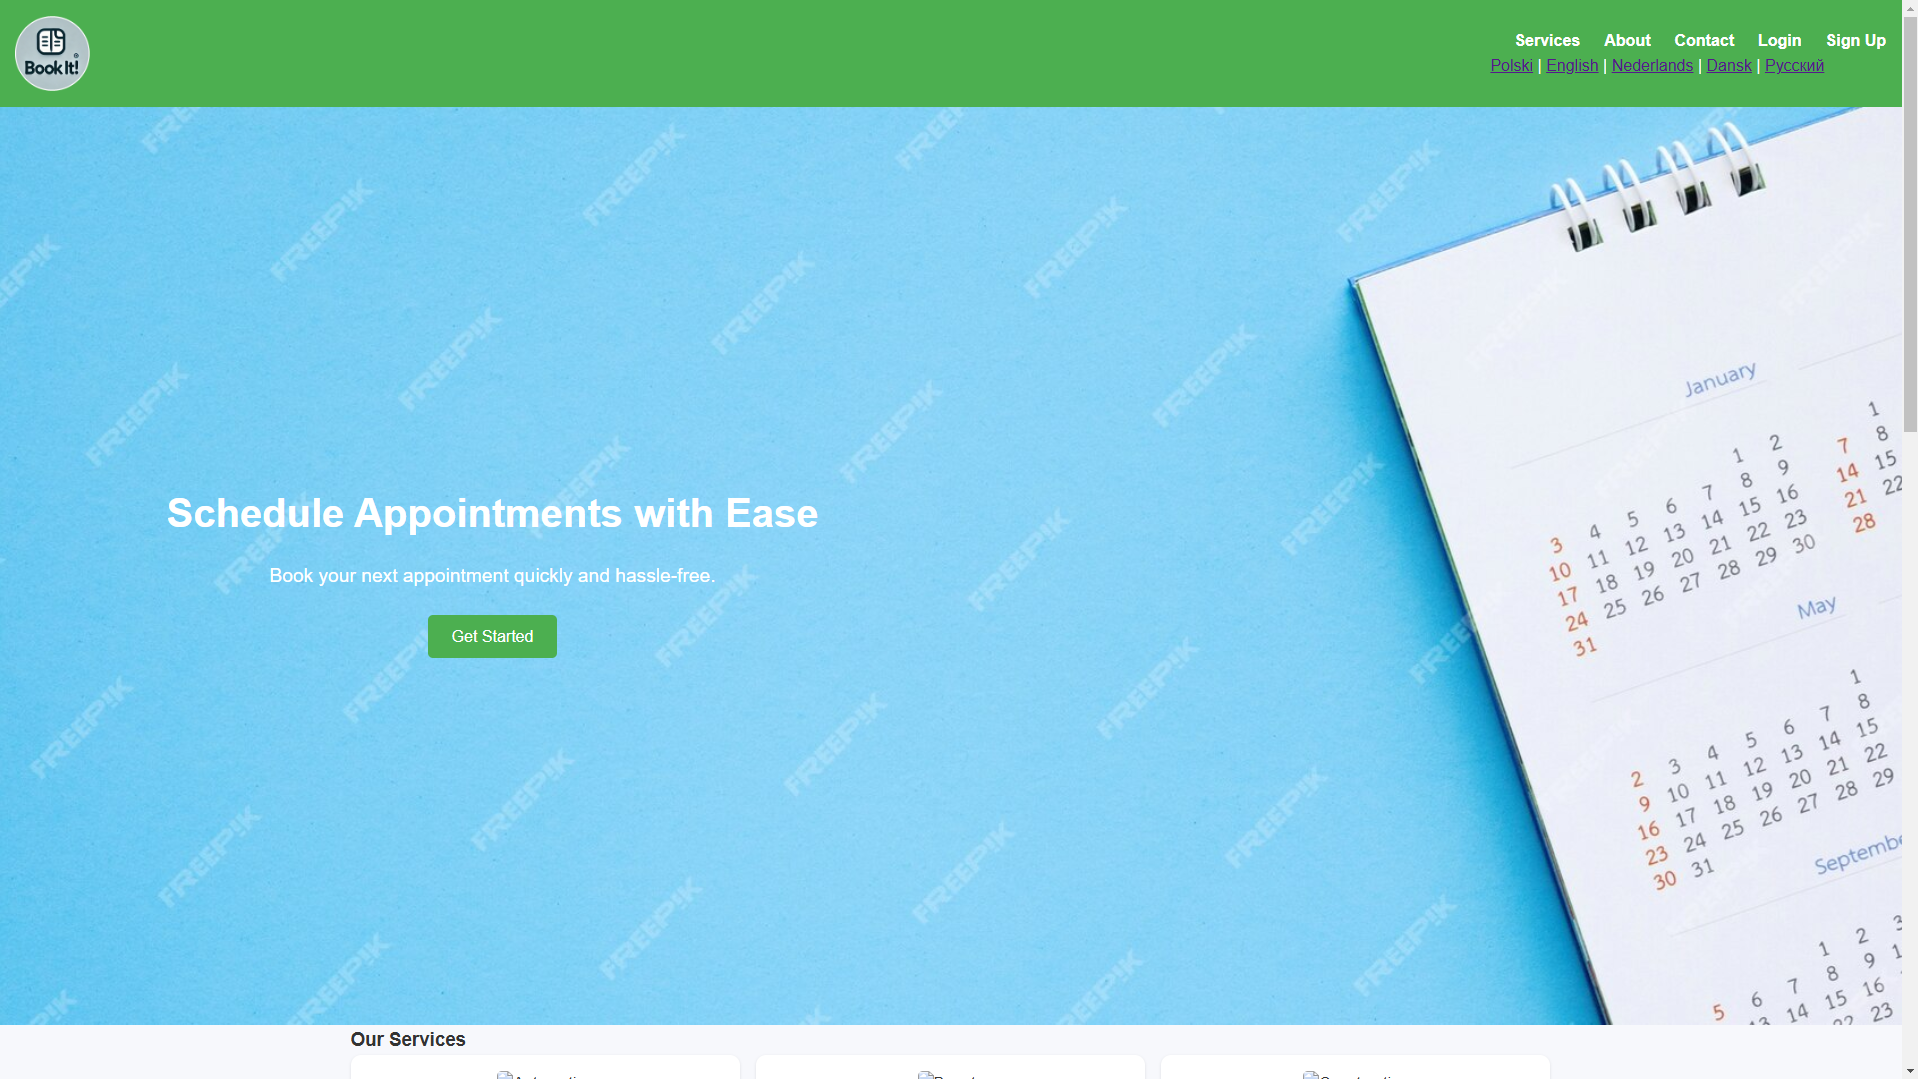 Book It!
Services About Contact Login Sign Up
Polski | English | Nederlands | Dansk | Русский
Schedule Appointments with Ease
Book your next appointment quickly and hassle-free.
Get Started
January
1 2
3 4 5 6 7 8 9
10 11 12 13 14 15 16
17 18 19 20 21 22 23
24 25 26 27 28 29 30
31
1
7 8
14 15
21 22
28
May
1
2 3 4 5 6 7 8
9 10 11 12 13 14 15
16 17 18 19 20 21 22
23 24 25 26 27 28 29
30 31
1 2 3
5 6 7 8 9
14 15 16
23
FREEPIK
Our Services